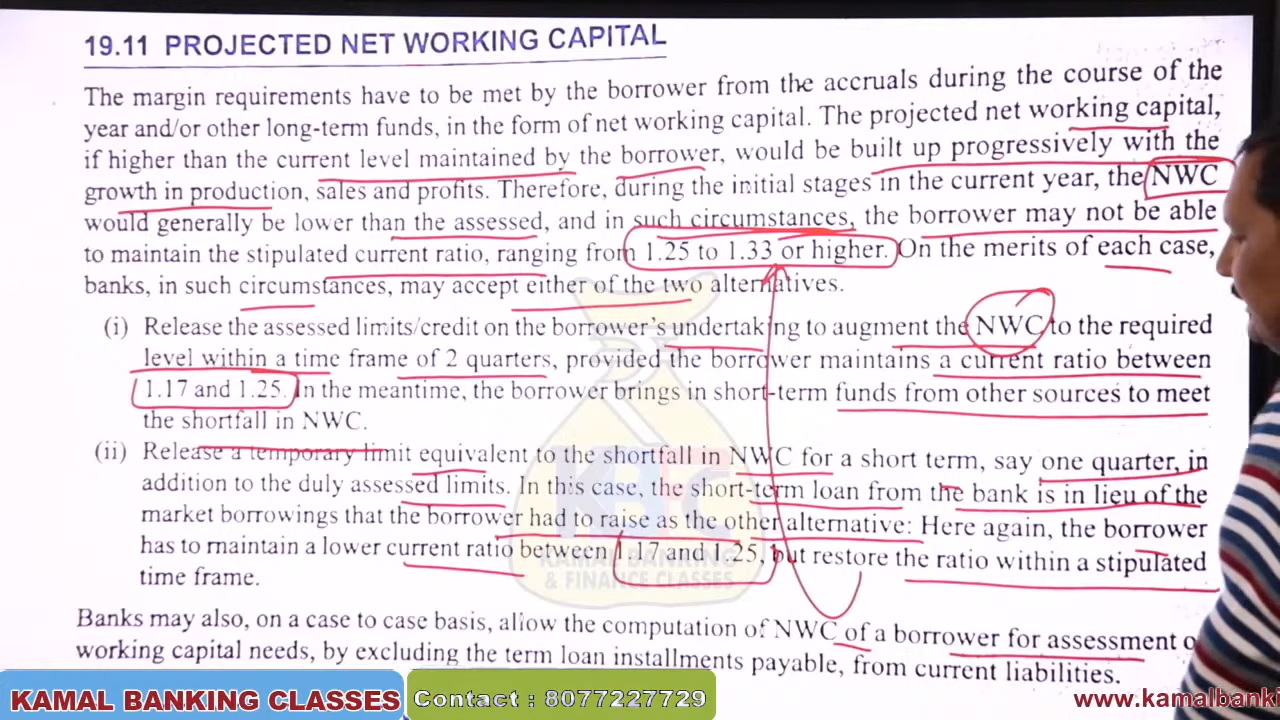 19.11 PROJECTED NET WORKING CAPITAL
The margin requirements have to be met by the borrower from the accruals during the course of the
year and/or other long-term funds, in the form of net working capital. The projected net working capital,
if higher than the current level maintained by the borrower, would be built up progressively with the
growth in production, sales and profits. Therefore, during the initial stages in the current year, the NWC
would generally be lower than the assessed, and in such circumstances, the borrower may not be able
to maintain the stipulated current ratio, ranging from 1.25 to 1.33 or higher. On the merits of each case,
banks, in such circumstances, may accept either of the two alternatives.
(i) Release the assessed limits/credit on the borrower's undertaking to augment the NWC to the required
level within a time frame of 2 quarters, provided the borrower maintains a current ratio between
1.17 and 1.25. In the meantime, the borrower brings in short-term funds from other sources to meet
the shortfall in NWC.
(ii) Release a temporary limit equivalent to the shortfall in NWC for a short term, say one quarter, in
addition to the duly assessed limits. In this case, the short-term loan from the bank is in lieu of the
market borrowings that the borrower had to raise as the other alternative: Here again, the borrower
has to maintain a lower current ratio between 1.17 and 1.25, but restore the ratio within a stipulated
time frame.
Banks may also, on a case to case basis, allow the computation of NWC of a borrower for assessment o
working capital needs, by excluding the term loan installments payable, from current liabilities.
KAMAL BANKING
& FINANCE CLASSES
KAMAL BANKING CLASSES
Contact : 8077227729
www.kamalbanki